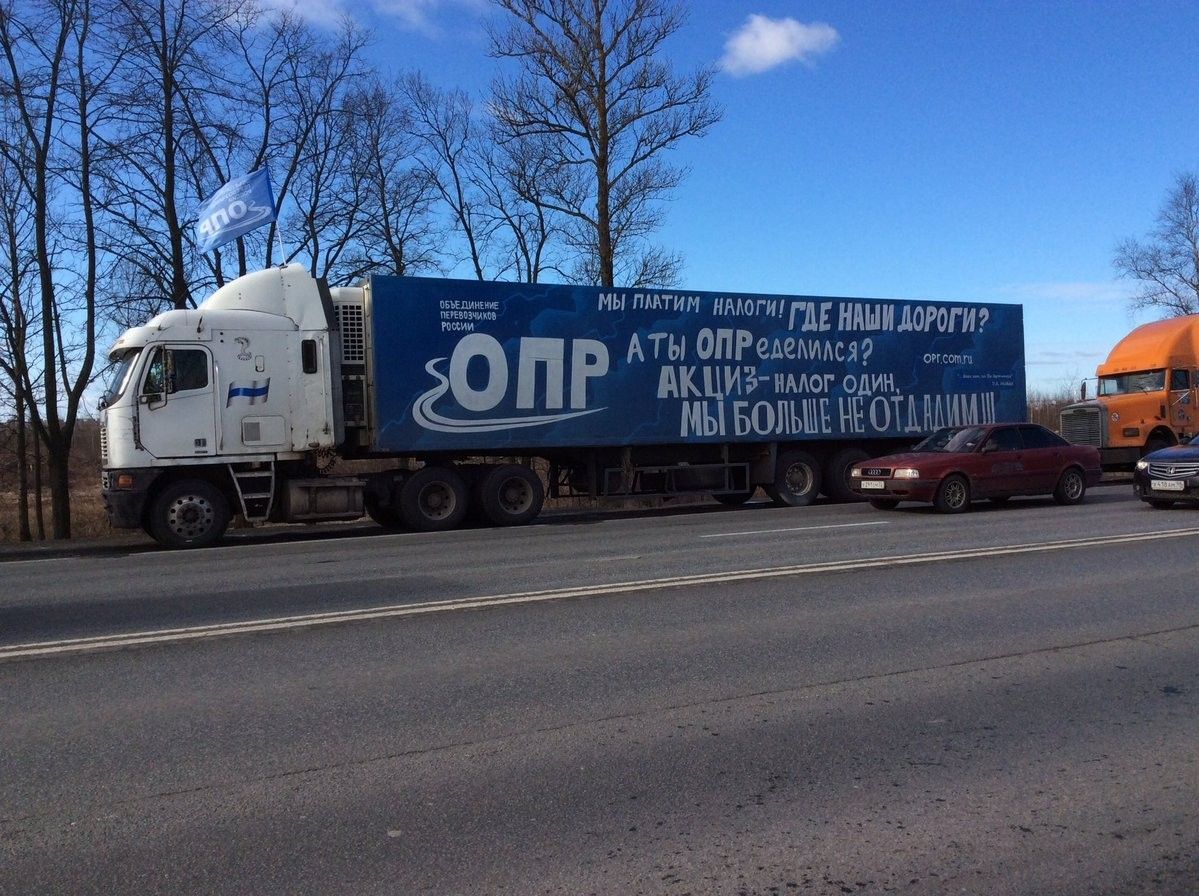 ОПР
ОБЪЕДИНЕНИЕ
ПЕРЕВОЗЧИКОВ
РОССИИ
ОПР
МЫ ПЛАТИМ НАЛОГИ! ГДЕ НАШИ ДОРОГИ?
А ТЫ ОПРЕДЕЛИЛСЯ?
АКЦИЗ-НАЛОГ ОДИН,
МЫ БОЛЬШЕ НЕ ОТДАДИМ!!!
opr.com.ru